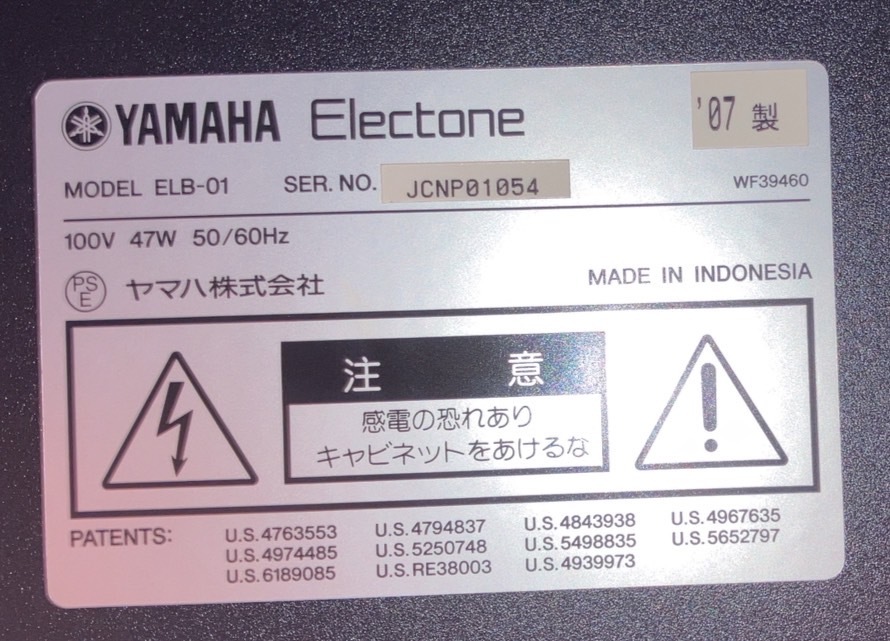 YAMAHA Electone '07 製
MODEL ELB-01 SER. NO. JCNP01054 WF39460
100V 47W 50/60Hz
PS E ヤマハ株式会社 MADE IN INDONESIA
注意
感電の恐れあり
キャビネットをあけるな
PATENTS: U.S.4763553 U.S.4794837 U.S.4843938 U.S.4967635
U.S.4974485 U.S.5250748 U.S.5498835 U.S.5652797
U.S.6189085 U.S.RE38003 U.S.4939973